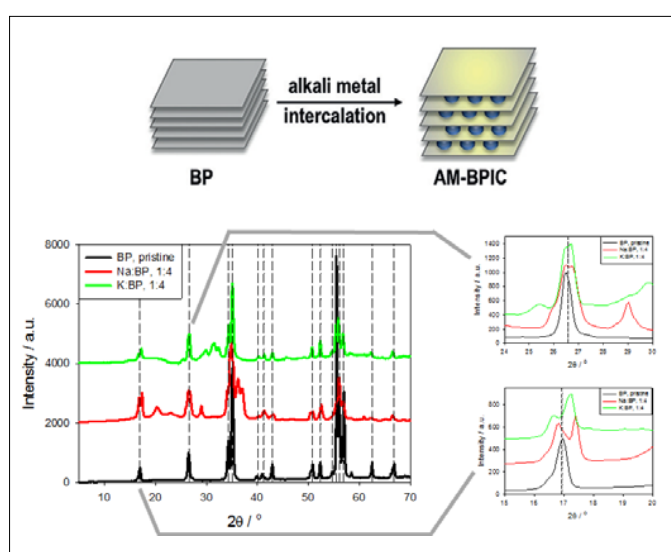 alkali metal
intercalation
BP
AM-BPIC
8000
6000
4000
2000
0
Intensity / a.u.
BP, pristine
Na:BP, 1:4
K:BP, 1:4
10 20 30 40 50 60 70
2θ / °
1400
1200
1000
800
600
400
200
0
Intensity / a.u.
BP, pristine
Na:BP, 1:4
K:BP, 1:4
24 25 26 27 28 29 30
2θ / °
1000
800
600
400
200
0
Intensity / a.u.
BP, pristine
Na:BP, 1:4
K:BP, 1:4
15 16 17 18 19 20
2θ / °